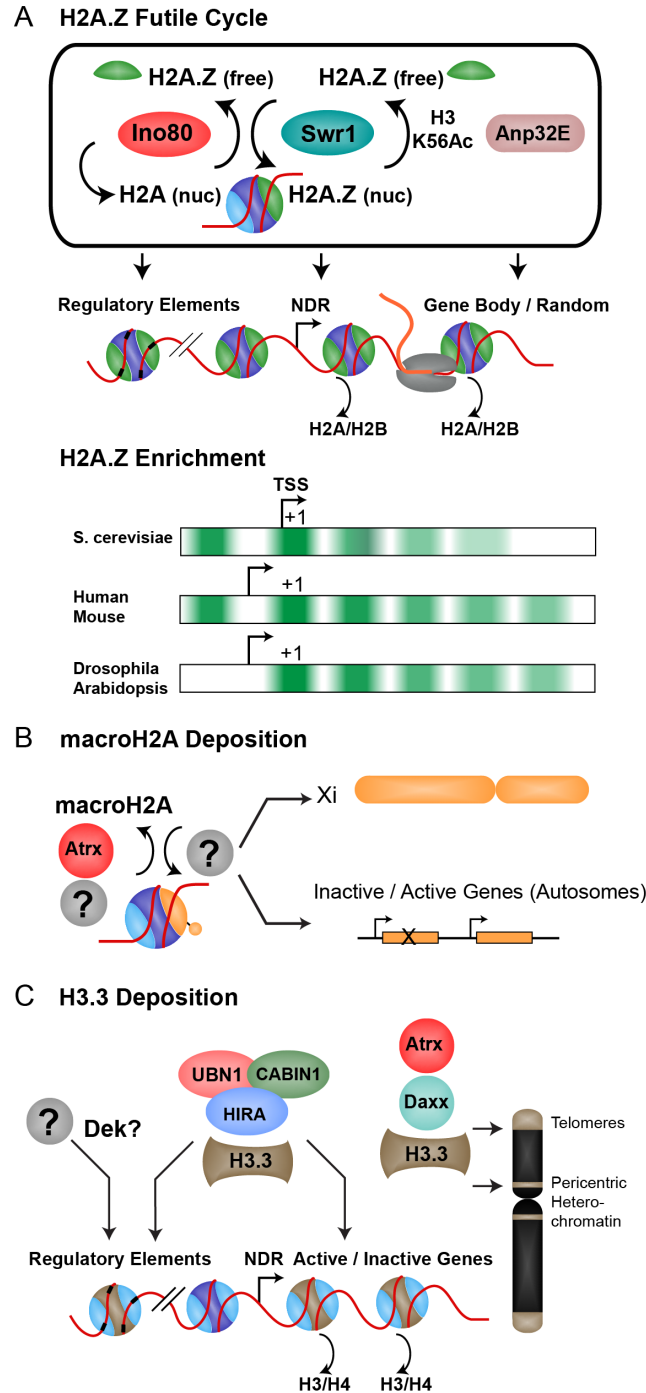 A H2A.Z Futile Cycle
H2A.Z (free)
H2A.Z (free)
Ino80
Swr1
H3
K56Ac
Anp32E
H2A (nuc)
H2A.Z (nuc)
Regulatory Elements
NDR
Gene Body / Random
H2A/H2B
H2A/H2B
H2A.Z Enrichment
TSS
+1
S. cerevisiae
+1
Human
Mouse
+1
Drosophila
Arabidopsis
B macroH2A Deposition
macroH2A
Atrx
?
?
Xi
Inactive / Active Genes (Autosomes)
X
C H3.3 Deposition
UBN1
CABIN1
HIRA
H3.3
Atrx
Daxx
H3.3
?
Dek?
Telomeres
Pericentric
Hetero-
chromatin
Regulatory Elements
NDR
Active / Inactive Genes
H3/H4
H3/H4